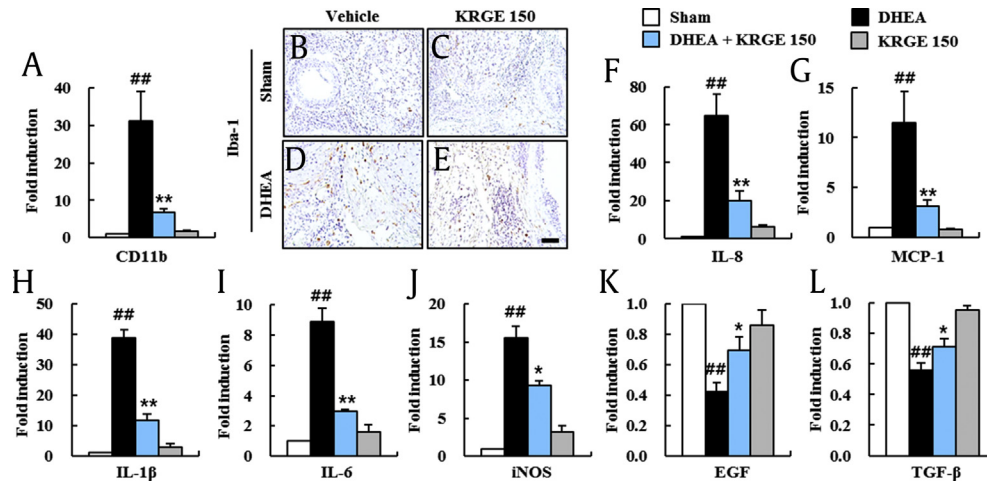 Vehicle KRGE 150
Sham DHEA
DHEA + KRGE 150 KRGE 150
A
##
**
40
30
20
10
0
Fold induction
CD11b
Iba-1
Sham
DHEA
B
C
D
E
F
##
**
80
60
40
20
0
Fold induction
IL-8
G
##
**
15
10
5
0
Fold induction
MCP-1
H
##
**
50
40
30
20
10
0
Fold induction
IL-1β
I
##
**
10
8
6
4
2
0
Fold induction
IL-6
J
##
*
20
15
10
5
0
Fold induction
iNOS
K
##
*
1.0
0.8
0.6
0.4
0.2
0.0
Fold induction
EGF
L
##
*
1.0
0.8
0.6
0.4
0.2
0.0
Fold induction
TGF-β